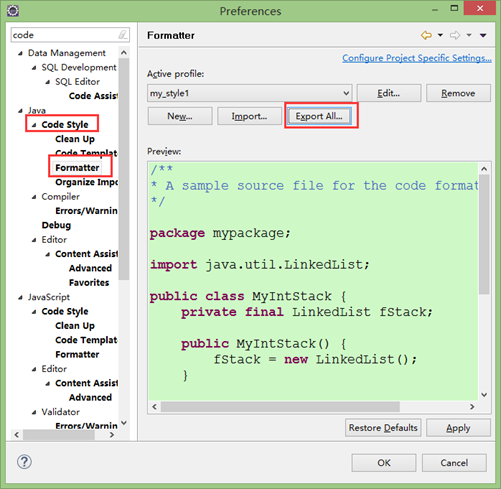 Preferences
code
Data Management
SQL Development
SQL Editor
Code Assis
Java
Code Style
Clean Up
Code Templat
Formatter
Organize Impo
Compiler
Errors/Warnin
Debug
Editor
Content Assis
Advanced
Favorites
JavaScript
Code Style
Clean Up
Code Templat
Formatter
Editor
Content Assis
Advanced
Validator
Errors/Warnin
Formatter
Configure Project Specific Settings...
Active profile:
my_style1
Edit...
Remove
New...
Import...
Export All...
Preview:
/**
* A sample source file for the code format
*/
package mypackage;
import java.util.LinkedList;
public class MyIntStack {
private final LinkedList fStack;
public MyIntStack() {
fStack = new LinkedList();
}
Restore Defaults
Apply
?
OK
Cancel